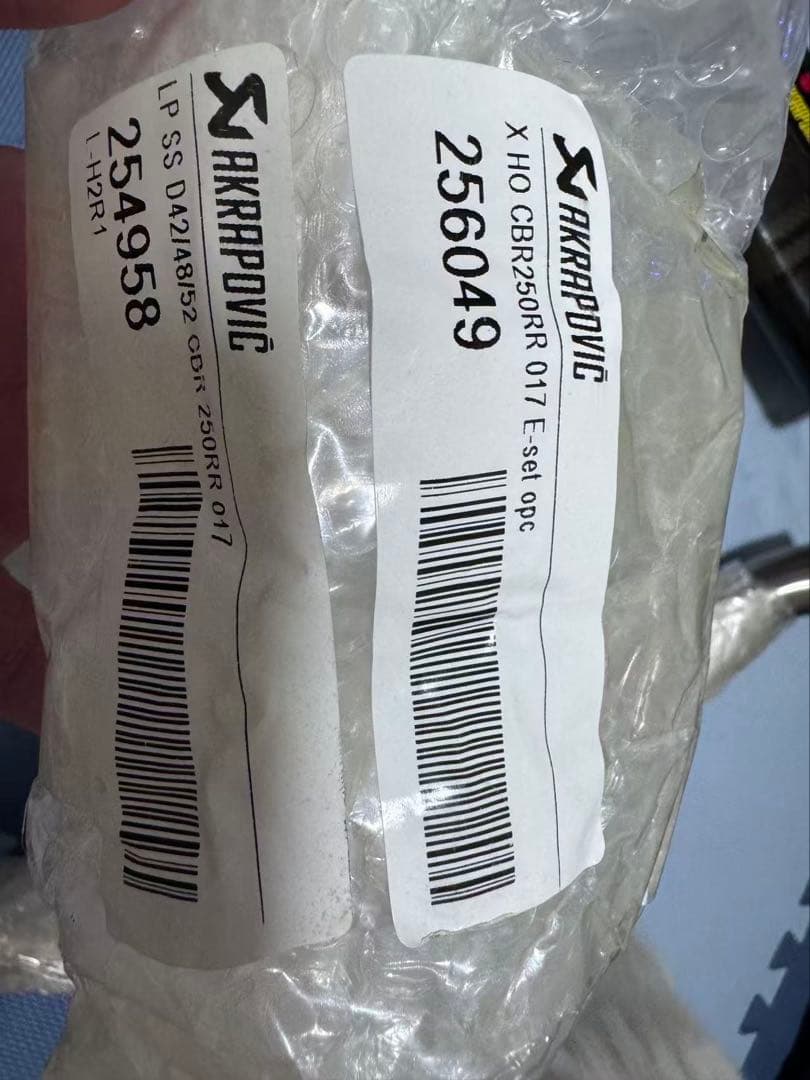 AKRAPOVIČ
X HO CBR250RR 017 E-set opc
256049
AKRAPOVIČ
LP SS D42/48/52 CBR 250RR 017
254958
L-H2R1